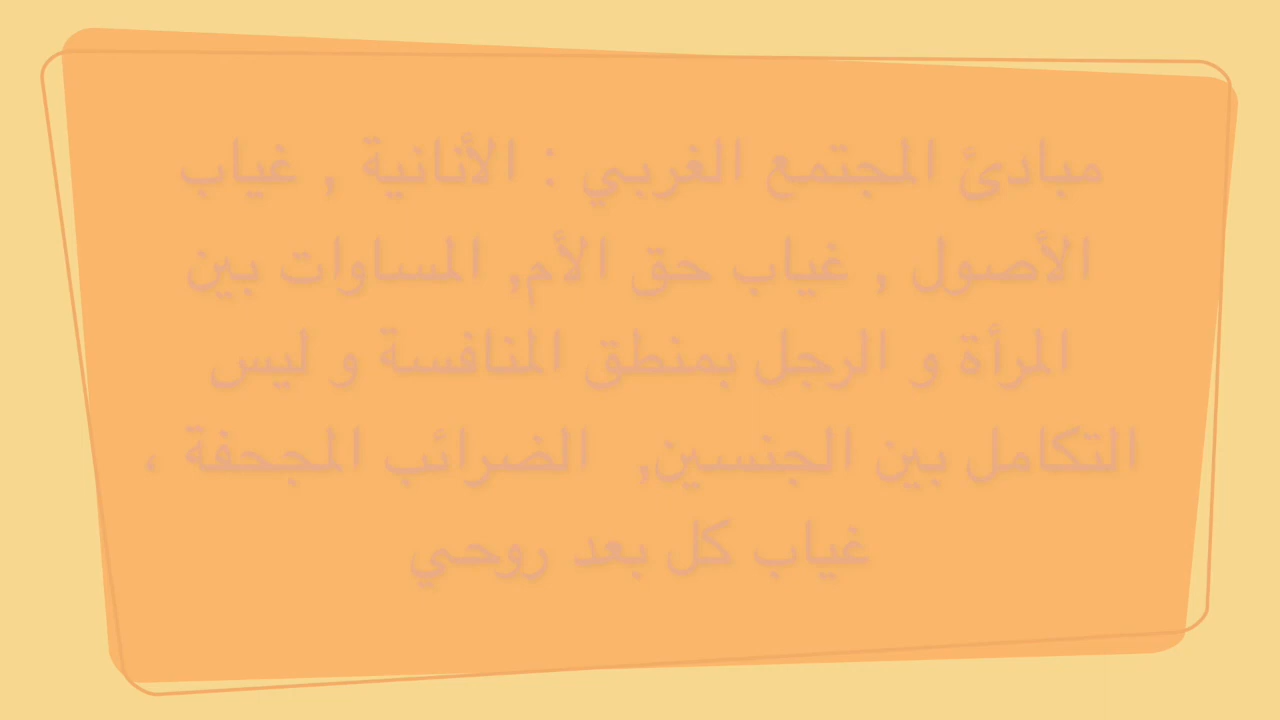 مبادئ المجتمع الغربي : الأنانية , غياب
الأصول , غياب حق الأم, المساوات بين
المرأة و الرجل بمنطق المنافسة و ليس
التكامل بين الجنسين, الضرائب المجحفة ،
غياب كل بعد روحي